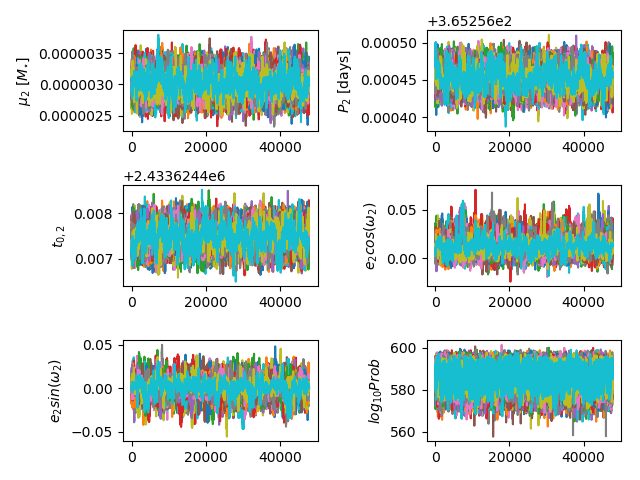 0.0000035
0.0000030
0.0000025
μ₂ [M⋆]
0 20000 40000
+3.65256e2
0.00050
0.00045
0.00040
P₂ [days]
0 20000 40000
+2.4336244e6
0.008
0.007
t₀,₂
0 20000 40000
0.05
0.00
e₂cos(ω₂)
0 20000 40000
0.05
0.00
−0.05
e₂sin(ω₂)
0 20000 40000
600
580
560
log₁₀Prob
0 20000 40000